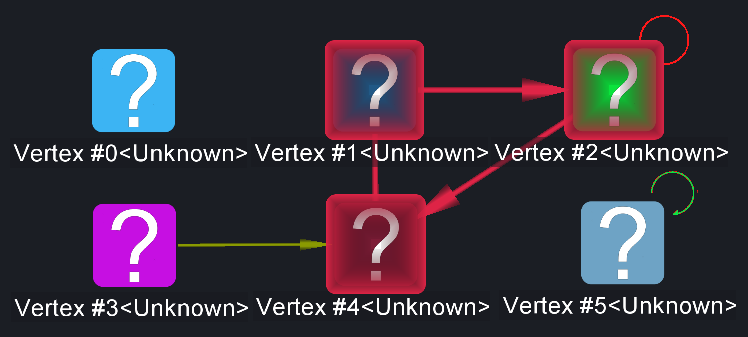 ? ? ?
Vertex #0<Unknown> Vertex #1<Unknown> Vertex #2<Unknown>
? ? ?
Vertex #3<Unknown> Vertex #4<Unknown> Vertex #5<Unknown>